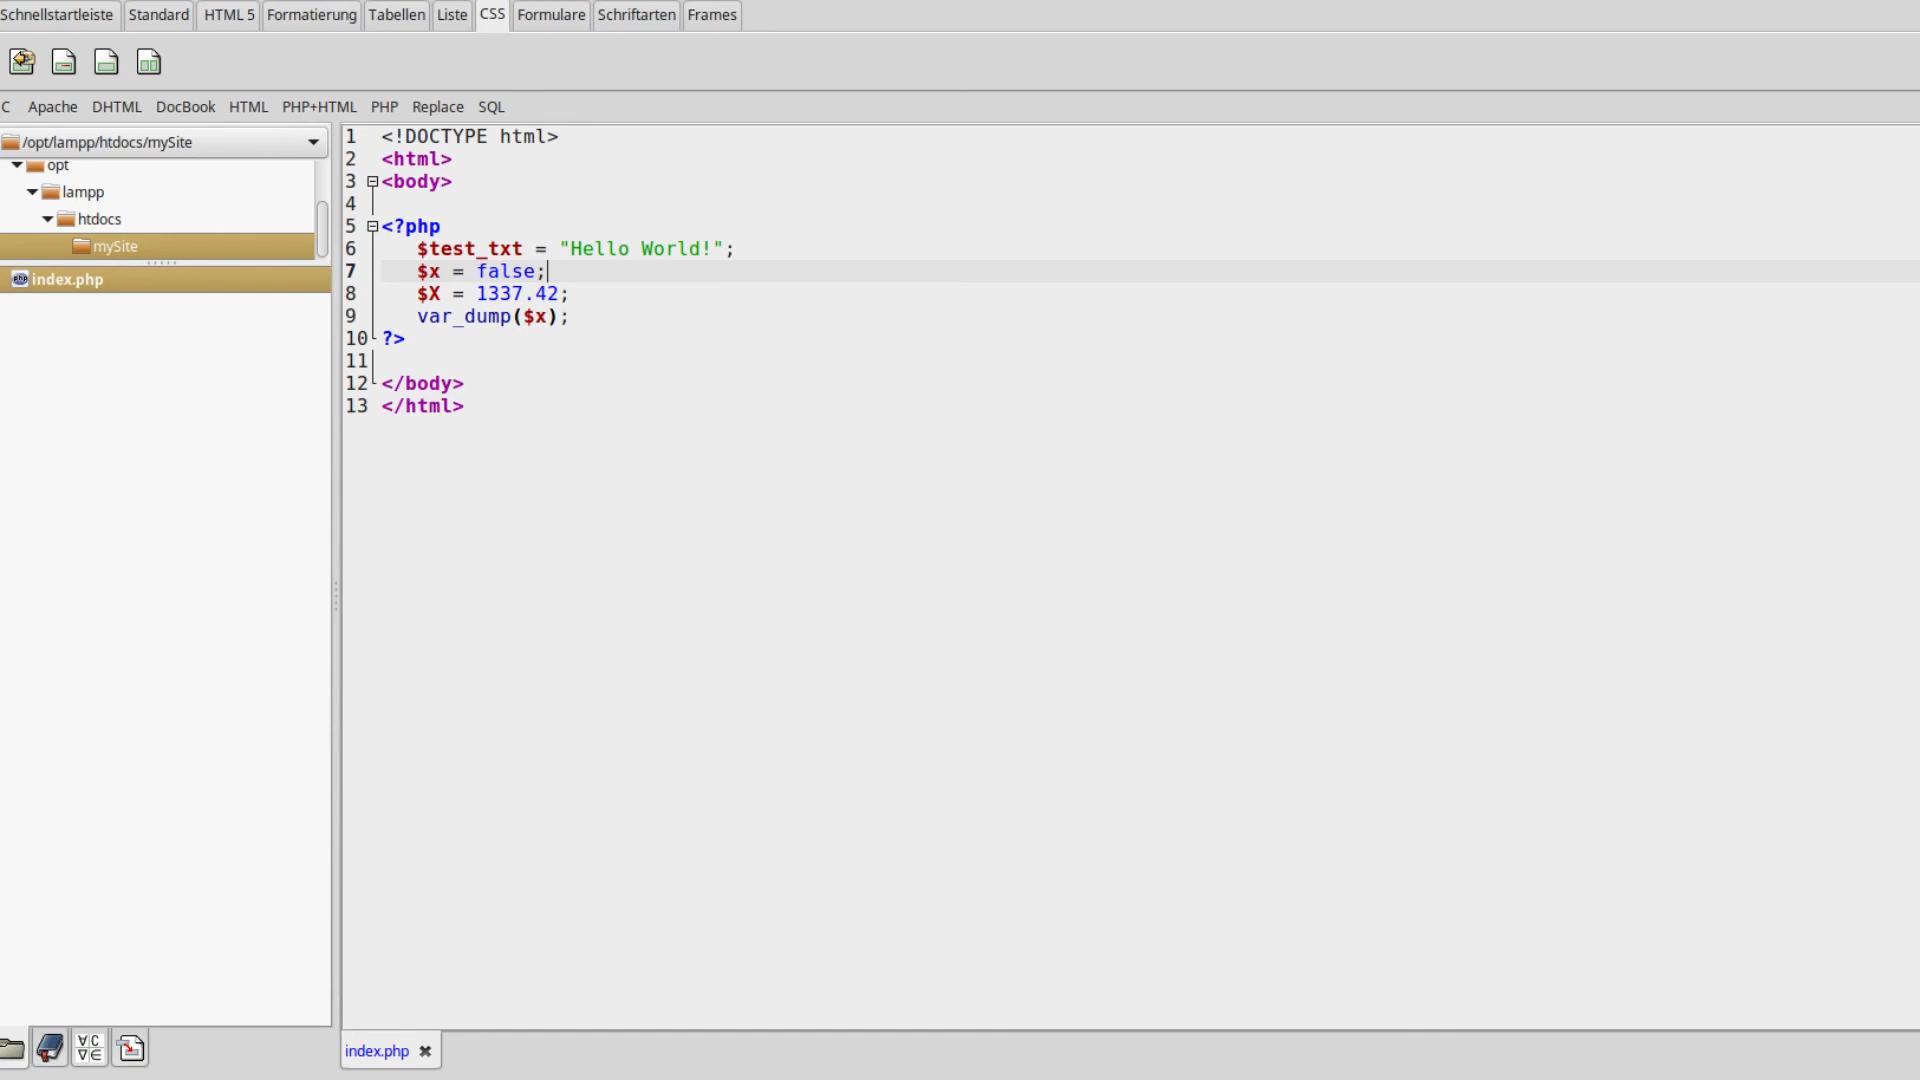 Schnellstartleiste Standard HTML 5 Formatierung Tabellen Liste CSS Formulare Schriftarten Frames
C Apache DHTML DocBook HTML PHP+HTML PHP Replace SQL
/opt/lampp/htdocs/mySite
opt
lampp
htdocs
mySite
index.php
1 <!DOCTYPE html>
2 <html>
3 <body>
4
5 <?php
6 $test_txt = "Hello World!";
7 $x = false;
8 $X = 1337.42;
9 var_dump($x);
10 ?>
11
12 </body>
13 </html>
index.php